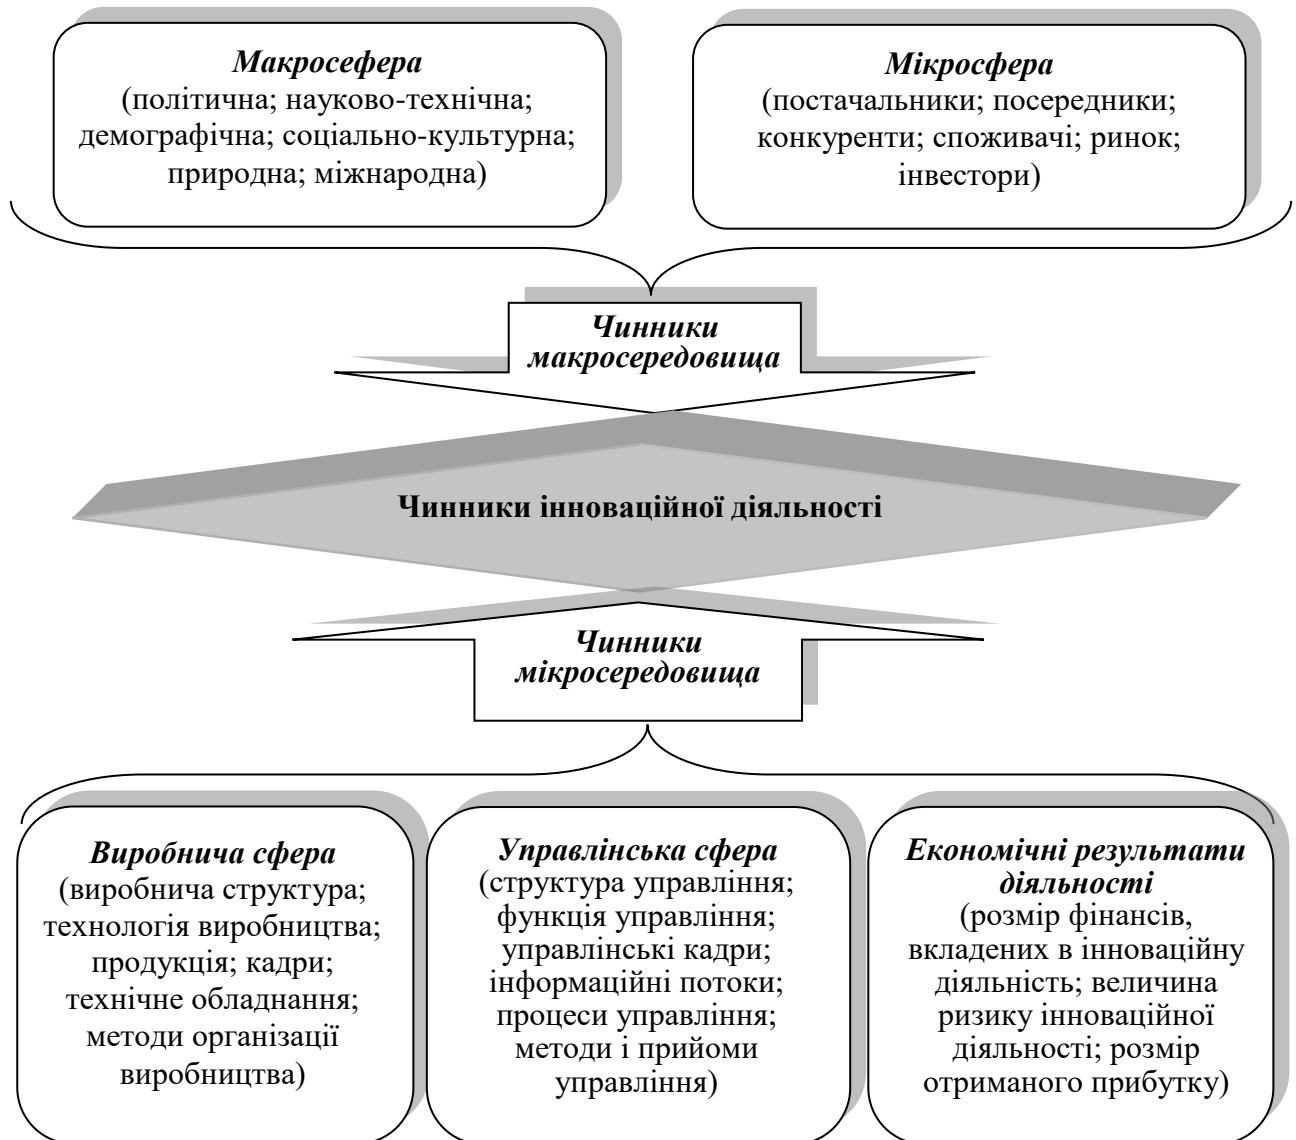 Макросефера
(політична; науково-технічна;
демографічна; соціально-культурна;
природна; міжнародна)
Мікросфера
(постачальники; посередники;
конкуренти; споживачі; ринок;
інвестори)
Чинники
макросередовища
Чинники інноваційної діяльності
Чинники
мікросередовища
Виробнича сфера
(виробнича структура;
технологія виробництва;
продукція; кадри;
технічне обладнання;
методи організації
виробництва)
Управлінська сфера
(структура управління;
функція управління;
управлінські кадри;
інформаційні потоки;
процеси управління;
методи і прийоми
управління)
Економічні результати
діяльності
(розмір фінансів,
вкладених в інноваційну
діяльність; величина
ризику інноваційної
діяльності; розмір
отриманого прибутку)